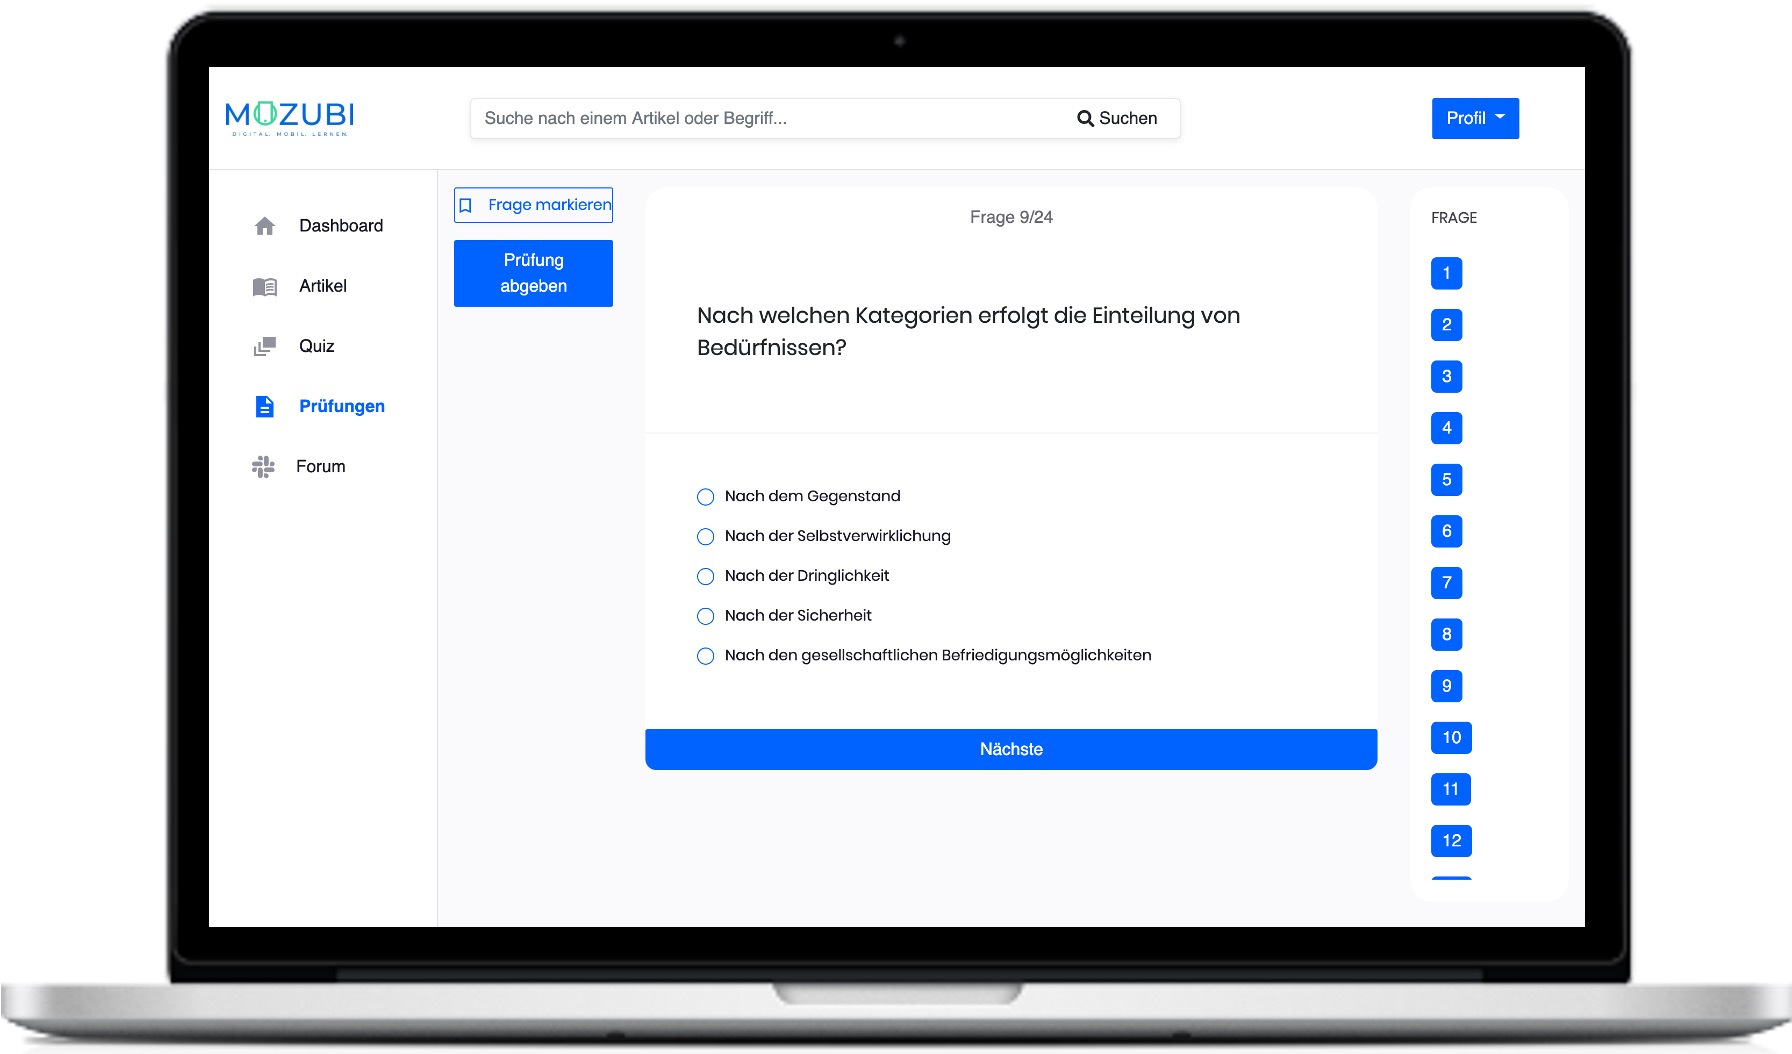 MOZUBI
DIGITAL. MOBIL. LERNEN.
Suche nach einem Artikel oder Begriff...
Suchen
Profil
Dashboard
Artikel
Quiz
Prüfungen
Forum
Frage markieren
Prüfung
abgeben
Frage 9/24
Nach welchen Kategorien erfolgt die Einteilung von
Bedürfnissen?
Nach dem Gegenstand
Nach der Selbstverwirklichung
Nach der Dringlichkeit
Nach der Sicherheit
Nach den gesellschaftlichen Befriedigungsmöglichkeiten
Nächste
FRAGE
1
2
3
4
5
6
7
8
9
10
11
12